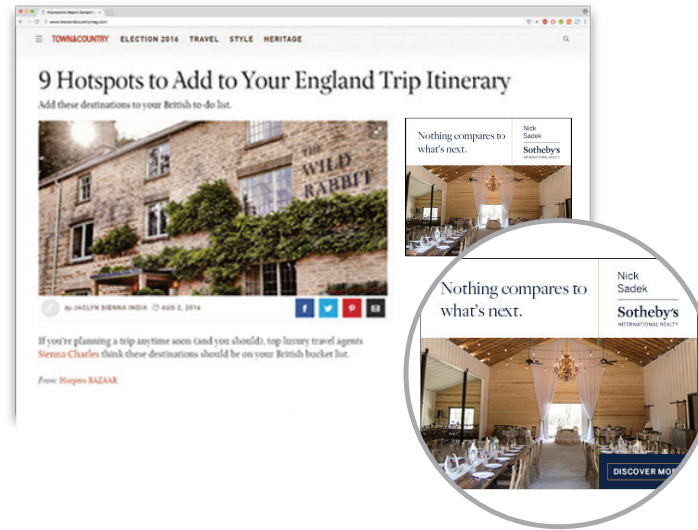 www.townandcountrymag.com
TOWN&COUNTRY ELECTION 2016 TRAVEL STYLE HERITAGE
9 Hotspots to Add to Your England Trip Itinerary
Add these destinations to your British to-do list.
THE
WILD
RABBIT
By JACLYN SIENNA INDIA AUG 2, 2016
If you're planning a trip anytime soon (and you should), top luxury travel agents
Sienna Charles think these destinations should be on your British bucket list.
From: Harpers BAZAAR
Nothing compares to
what's next.
Nick
Sadek
Sotheby's
INTERNATIONAL REALTY
Nothing compares to
what's next.
Nick
Sadek
Sotheby's
INTERNATIONAL REALTY
DISCOVER MO